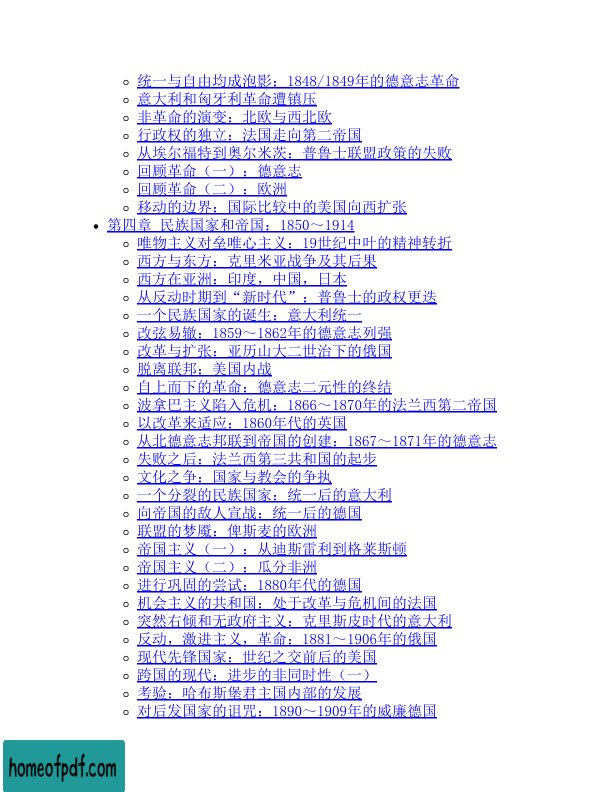 统一与自由均成泡影：1848/1849年的德意志革命
意大利和匈牙利革命遭镇压
非革命的演变：北欧与西北欧
行政权的独立：法国走向第二帝国
从埃尔福特到奥尔米茨：普鲁士联盟政策的失败
回顾革命（一）：德意志
回顾革命（二）：欧洲
移动的边界：国际比较中的美国向西扩张
第四章 民族国家和帝国：1850～1914
唯物主义对垒唯心主义：19世纪中叶的精神转折
西方与东方：克里米亚战争及其后果
西方在亚洲：印度，中国，日本
从反动时期到“新时代”：普鲁士的政权更迭
一个民族国家的诞生：意大利统一
改弦易辙：1859～1862年的德意志列强
改革与扩张：亚历山大二世治下的俄国
脱离联邦：美国内战
自上而下的革命：德意志二元性的终结
波拿巴主义陷入危机：1866～1870年的法兰西第二帝国
以改革来适应：1860年代的英国
从北德意志邦联到帝国的创建：1867～1871年的德意志
失败之后：法兰西第三共和国的起步
文化之争：国家与教会的争执
一个分裂的民族国家：统一后的意大利
向帝国的敌人宣战：统一后的德国
联盟的梦魇：俾斯麦的欧洲
帝国主义（一）：从迪斯雷利到格莱斯顿
帝国主义（二）：瓜分非洲
进行巩固的尝试：1880年代的德国
机会主义的共和国：处于改革与危机间的法国
突然右倾和无政府主义：克里斯皮时代的意大利
反动，激进主义，革命：1881～1906年的俄国
现代先锋国家：世纪之交前后的美国
跨国的现代：进步的非同时性（一）
考验：哈布斯堡君主国内部的发展
对后发国家的诅咒：1890～1909年的威廉德国
homeofpdf.com